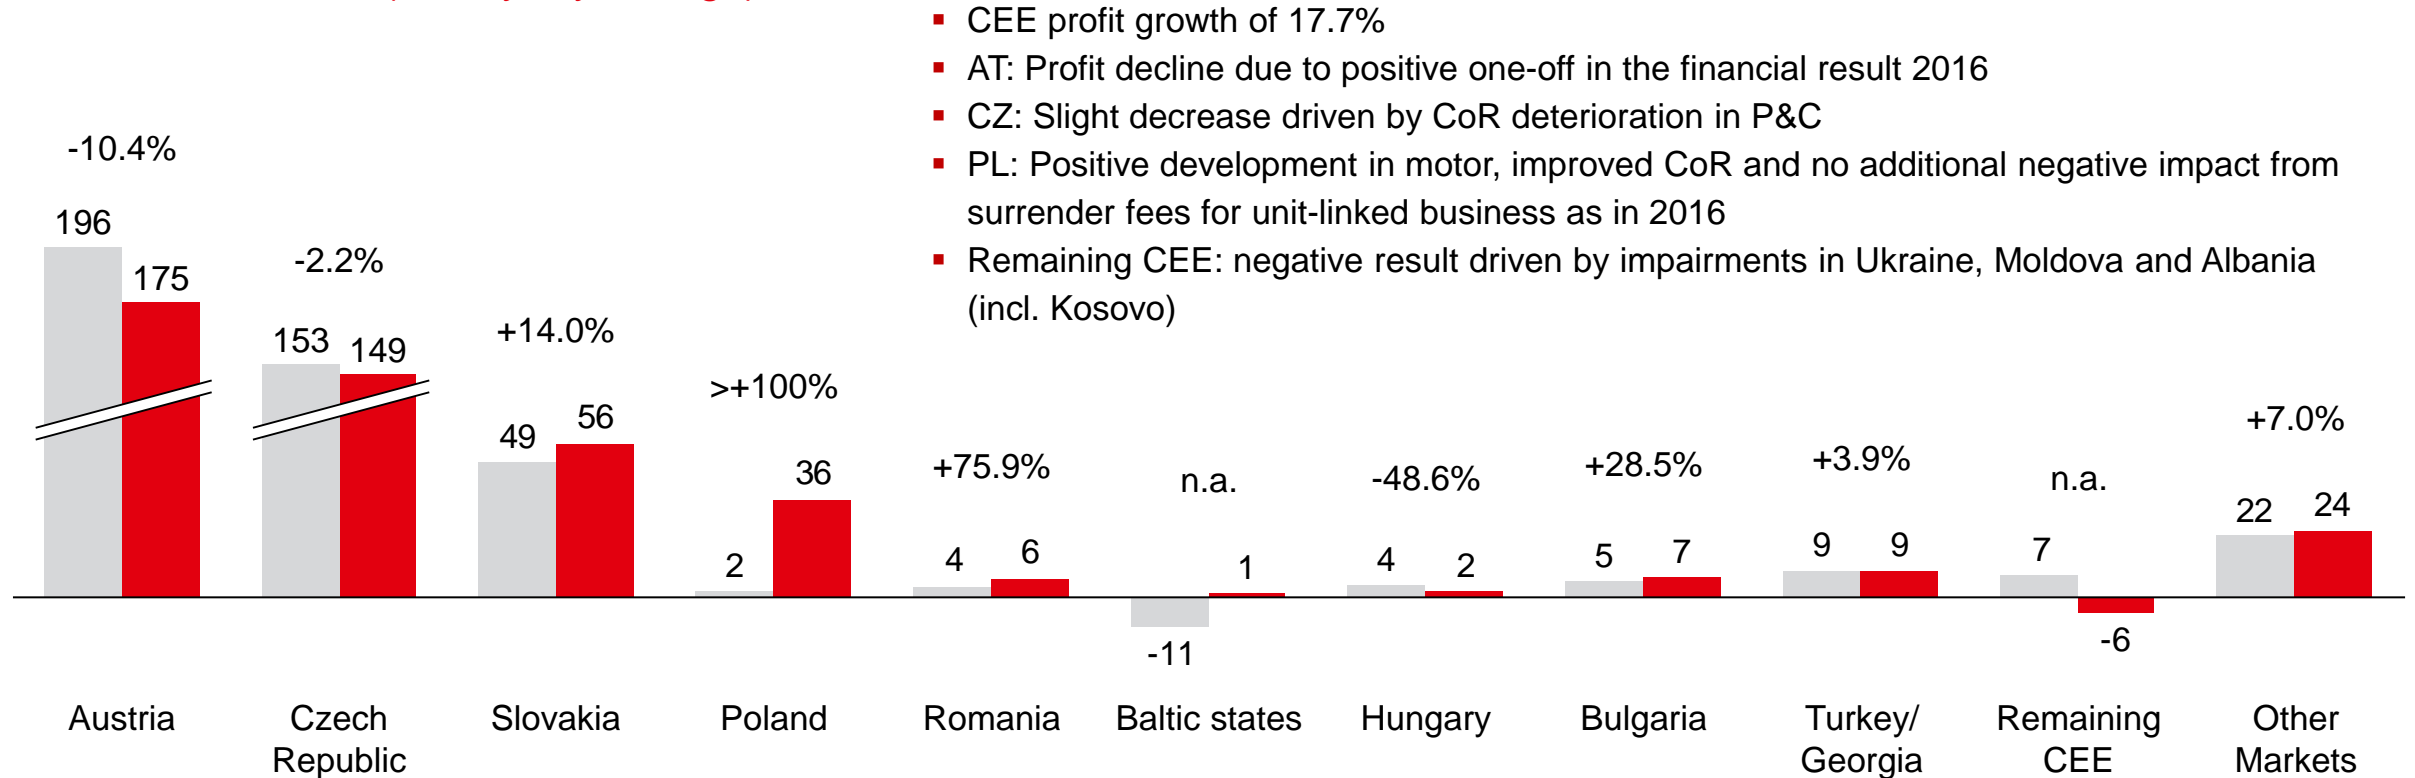 CEE profit growth of 17.7%
AT: Profit decline due to positive one-off in the financial result 2016
CZ: Slight decrease driven by CoR deterioration in P&C
PL: Positive development in motor, improved CoR and no additional negative impact from
surrender fees for unit-linked business as in 2016
Remaining CEE: negative result driven by impairments in Ukraine, Moldova and Albania
(incl. Kosovo)
-10.4%
196
175
-2.2%
153
149
+14.0%
49
56
>+100%
2
36
+75.9%
4
6
n.a.
-11
1
-48.6%
4
2
+28.5%
5
7
+3.9%
9
9
n.a.
7
-6
+7.0%
22
24
Austria
Czech
Republic
Slovakia
Poland
Romania
Baltic states
Hungary
Bulgaria
Turkey/
Georgia
Remaining
CEE
Other
Markets